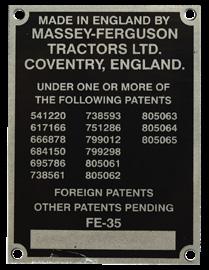 MADE IN ENGLAND BY
MASSEY-FERGUSON
TRACTORS LTD.
COVENTRY, ENGLAND.
UNDER ONE OR MORE OF
THE FOLLOWING PATENTS
541220 738593 805063
617166 751286 805064
666878 799012 805065
684150 799298
695786 805061
738561 805062
FOREIGN PATENTS
OTHER PATENTS PENDING
FE-35